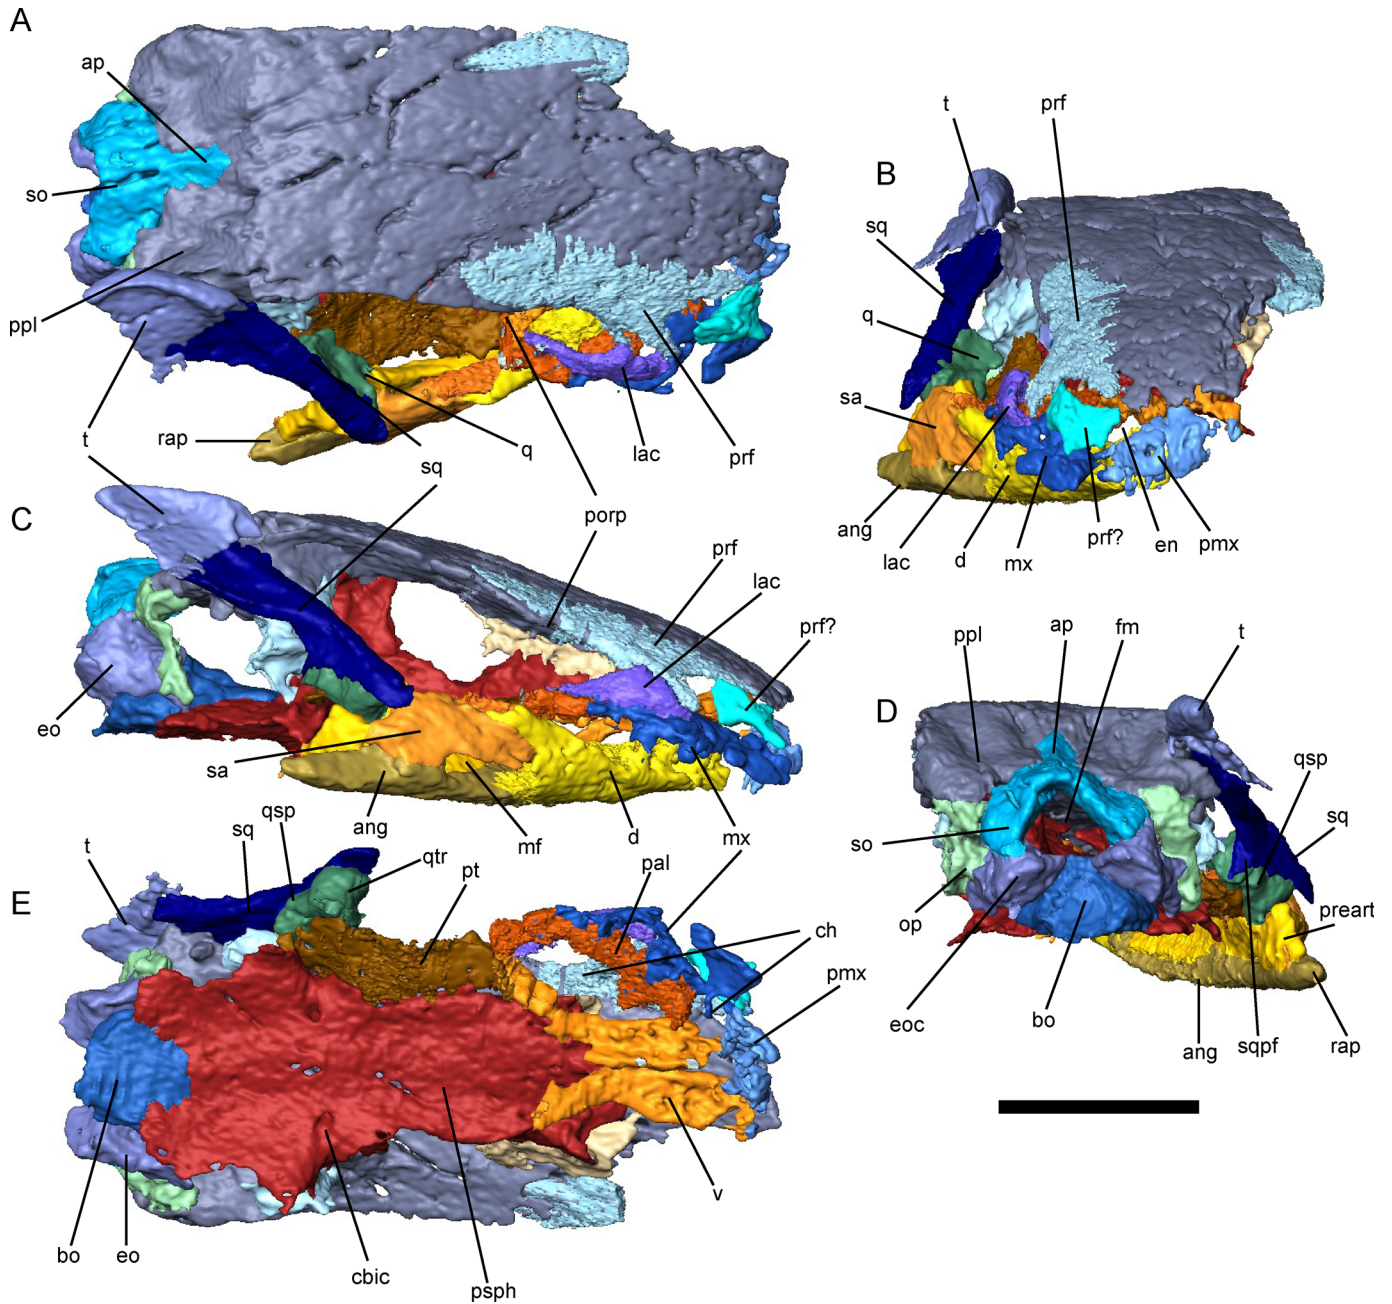 A
ap
so
ppl
t
rap
q
lac
prf
sq
porp
B
t
prf
sq
q
sa
ang
lac
d
mx
prf?
en
pmx
C
prf
lac
prf?
eo
sa
ang
mf
d
mx
D
ppl
ap
fm
t
qsp
sq
so
op
preart
eoc
bo
ang
sqpf
rap
E
t
sq
qsp
qtr
pt
pal
ch
pmx
bo
eo
cbic
psph
v